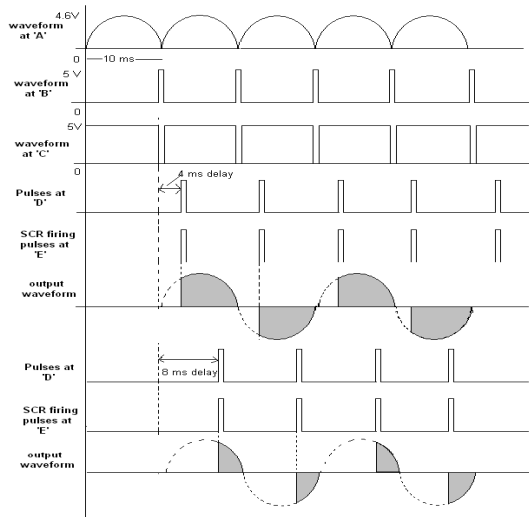 4.6V
waveform
at 'A'
0
10 ms
5 V
waveform
at 'B'
0
5V
waveform
at 'C'
0
4 ms delay
Pulses at
'D'
SCR firing
pulses at
'E'
output
waveform
Pulses at
'D'
8 ms delay
SCR firing
pulses at
'E'
output
waveform